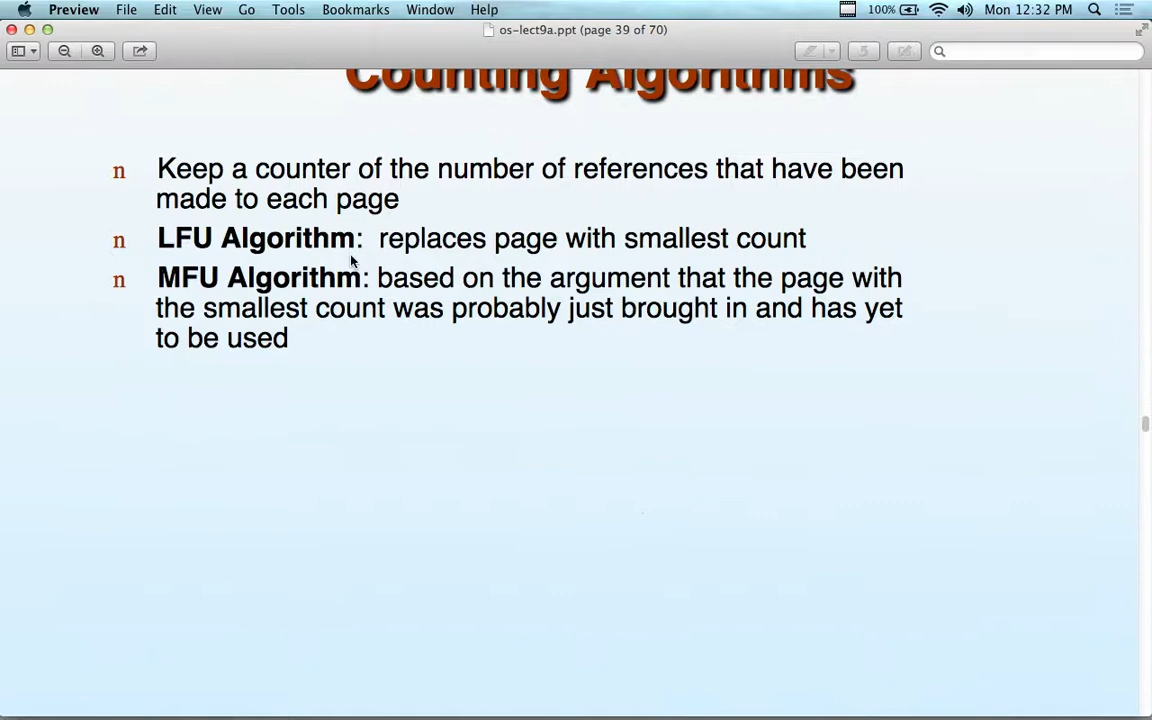 Preview File Edit View Go Tools Bookmarks Window Help 100% Mon 12:32 PM
os-lect9a.ppt (page 39 of 70)
Counting Algorithms
n Keep a counter of the number of references that have been
made to each page
n LFU Algorithm: replaces page with smallest count
n MFU Algorithm: based on the argument that the page with
the smallest count was probably just brought in and has yet
to be used